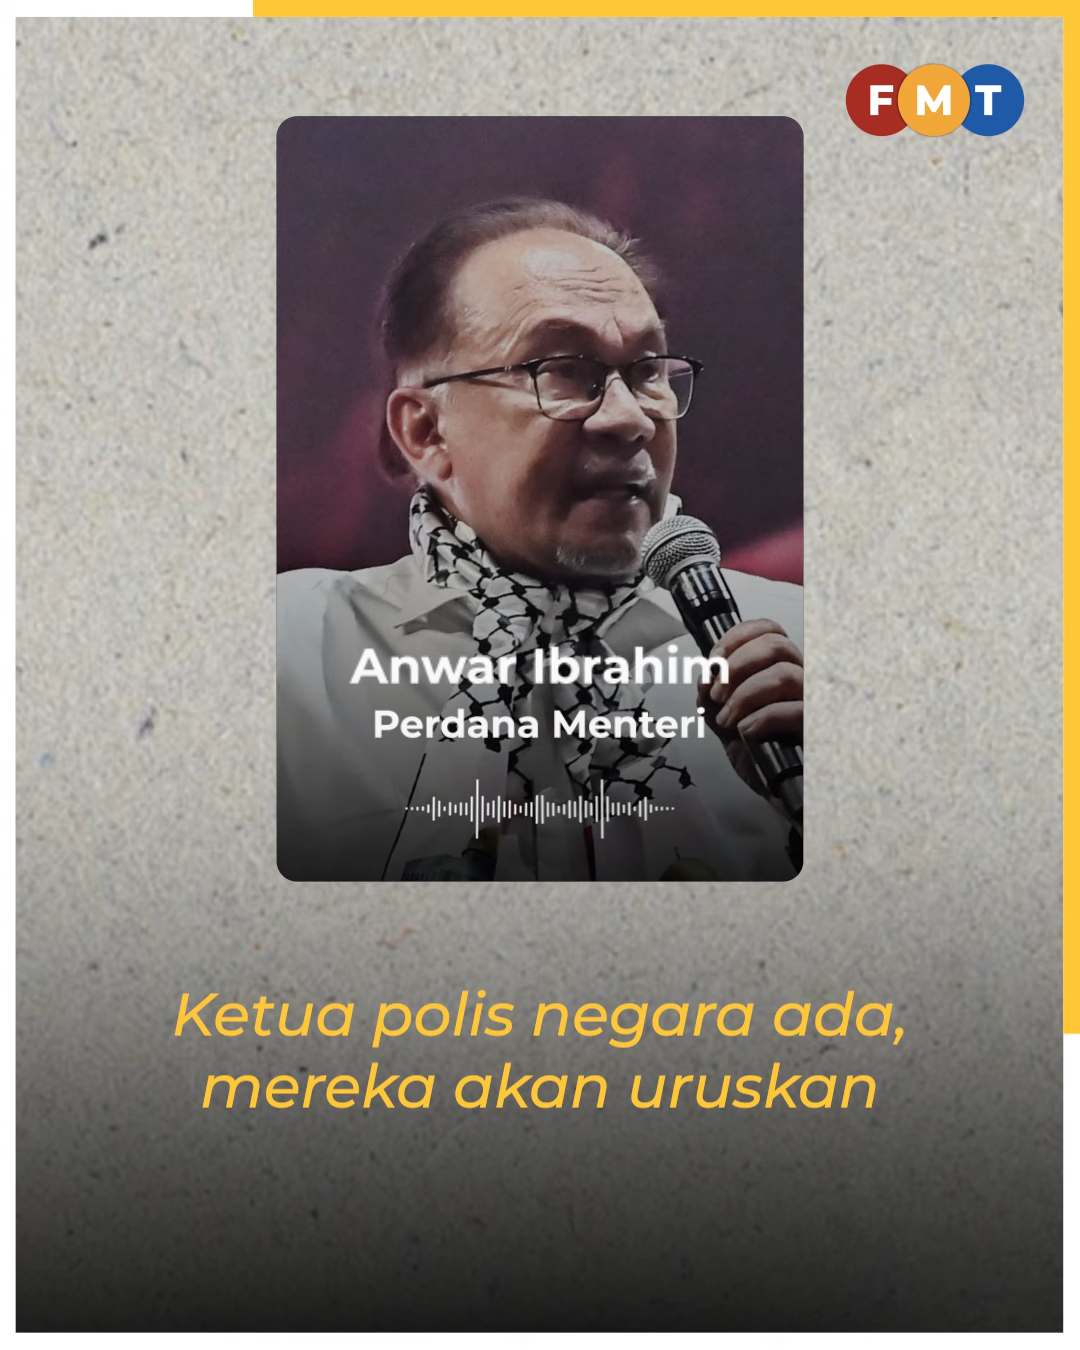 FMT
Anwar Ibrahim
Perdana Menteri
Ketua polis negara ada,
mereka akan uruskan